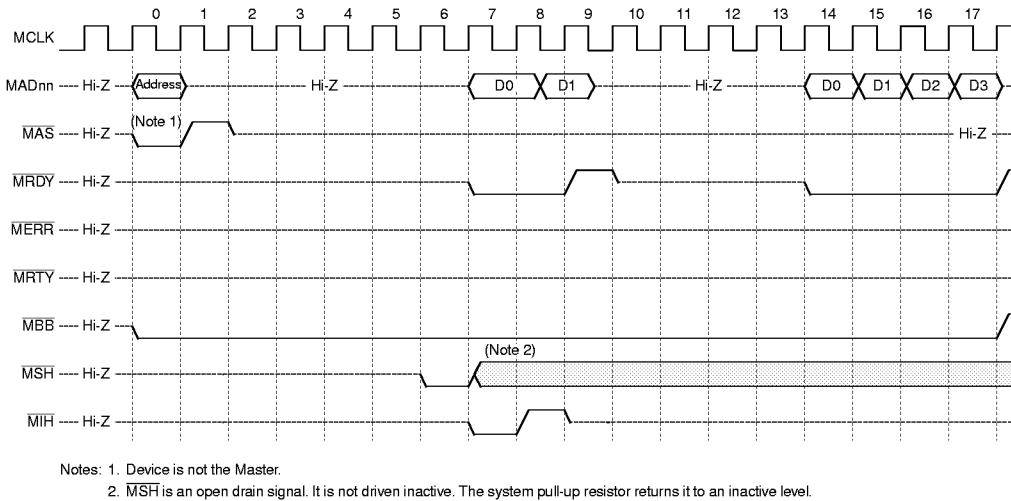 0 1 2 3 4 5 6 7 8 9 10 11 12 13 14 15 16 17
MCLK
MADnn Hi-Z Address Hi-Z D0 D1 Hi-Z D0 D1 D2 D3
(Note 1)
MAS Hi-Z Hi-Z
MRDY Hi-Z
MERR Hi-Z
MRTY Hi-Z
MBB Hi-Z
(Note 2)
MSH Hi-Z
MIH Hi-Z
Notes: 1. Device is not the Master.
2. MSH is an open drain signal. It is not driven inactive. The system pull-up resistor returns it to an inactive level.